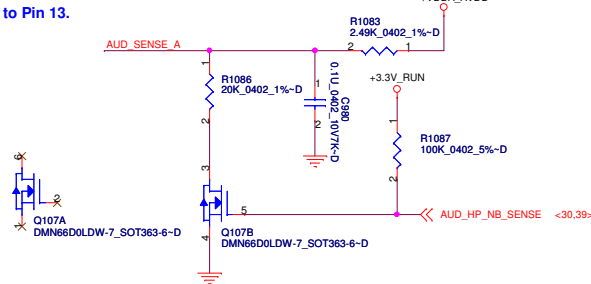 to Pin 13.
R1083
2.49K_0402_1%~D
2
1
AUD_SENSE_A
+3.3V_RUN
1
R1086
20K_0402_1%~D
2
1
0.1U_0402_10V7K~D
C980
2
1
R1087
100K_0402_5%~D
2
3
5
AUD_HP_NB_SENSE <30,39>
6
2
1
Q107A
DMN66D0LDW-7_SOT363-6~D
Q107B
DMN66D0LDW-7_SOT363-6~D
4